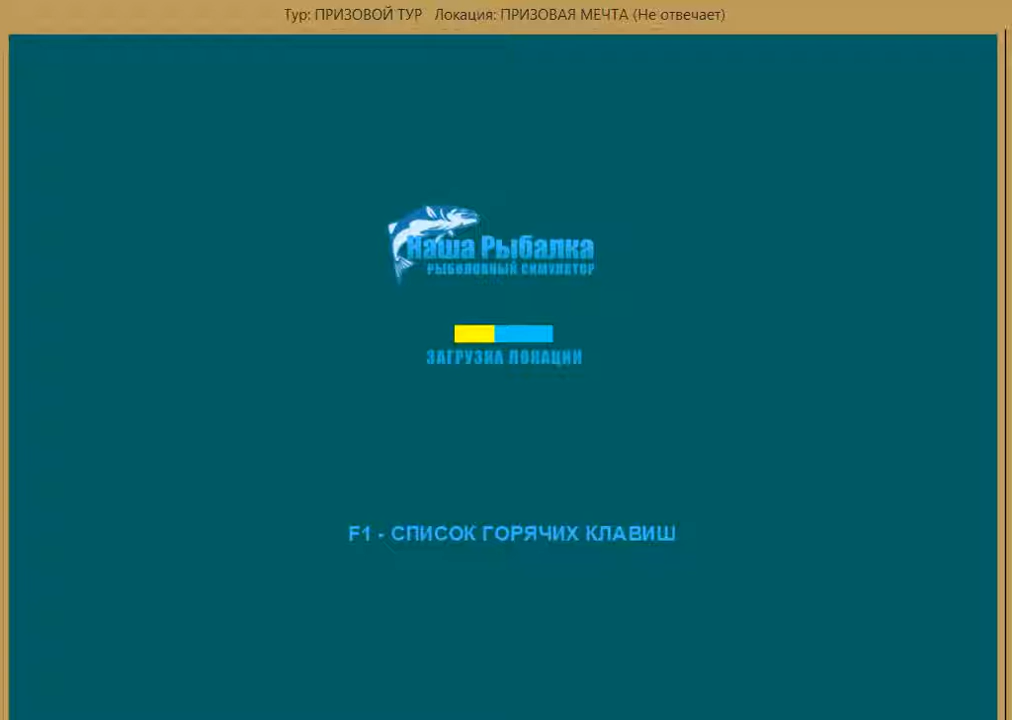 Тур: ПРИЗОВОЙ ТУР Локация: ПРИЗОВАЯ МЕЧТА (Не отвечает)
Наша Рыбалка
РЫБОЛОВНЫЙ СИМУЛЯТОР
ЗАГРУЗКА ЛОКАЦИИ
F1 - СПИСОК ГОРЯЧИХ КЛАВИШ